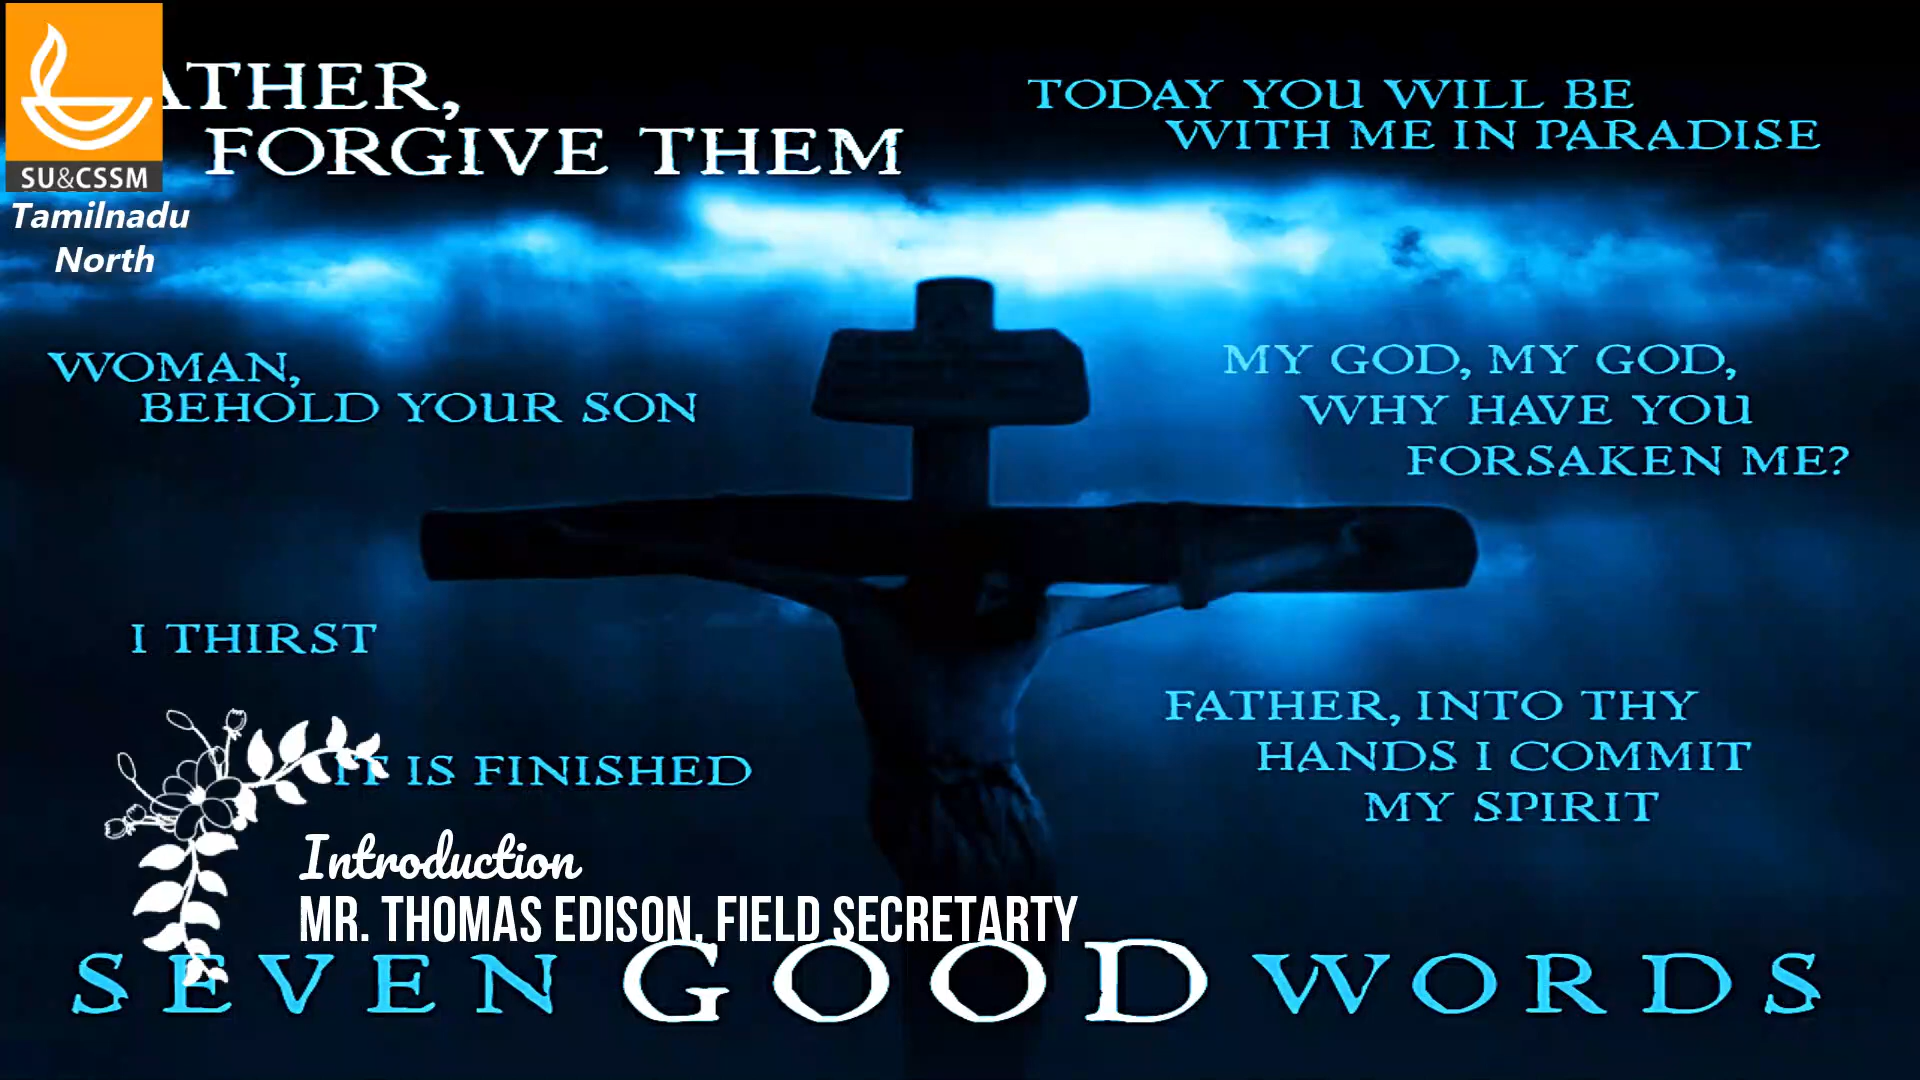 ATHER,
FORGIVE THEM
TODAY YOU WILL BE
WITH ME IN PARADISE
SU&CSSM
Tamilnadu
North
WOMAN,
BEHOLD YOUR SON
MY GOD, MY GOD,
WHY HAVE YOU
FORSAKEN ME?
I THIRST
IT IS FINISHED
FATHER, INTO THY
HANDS I COMMIT
MY SPIRIT
Introduction
MR. THOMAS EDISON, FIELD SECRETARTY
SEVEN GOOD WORDS